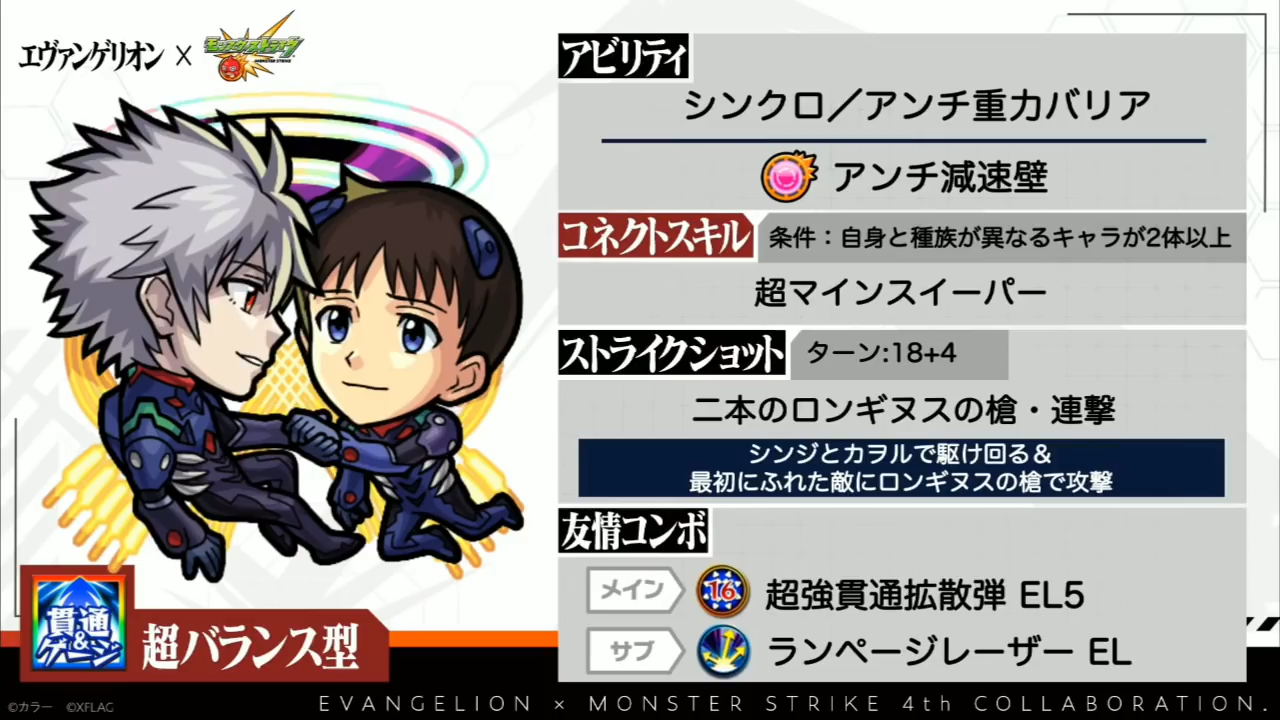 エヴァンゲリオン × モンスターストライク
MONSTER STRIKE
アビリティ
シンクロ/アンチ重力バリア
アンチ減速壁
コネクトスキル 条件:自身と種族が異なるキャラが2体以上
超マインスイーパー
ストライクショット ターン:18+4
二本のロンギヌスの槍・連撃
シンジとカヲルで駆け回る&
最初にふれた敵にロンギヌスの槍で攻撃
友情コンボ
メイン 16 超強貫通拡散弾 EL5
サブ ランページレーザー EL
貫通
&
ゲージ
超バランス型
©カラー ©XFLAG
EVANGELION × MONSTER STRIKE 4th COLLABORATION.